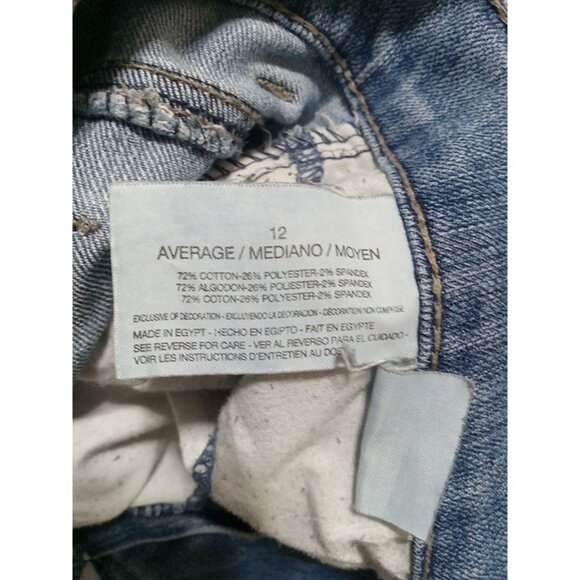 12
AVERAGE / MEDIANO / MOYEN
72% COTTON-26% POLYESTER-2% SPANDEX
72% ALGODON-26% POLIESTER-2% SPANDEX
72% COTON-26% POLYESTER-2% SPANDEX
EXCLUSIVE OF DECORATION - EXCLUYENDO LA DECORACION - DÉCORATION NON COMPRISE
MADE IN EGYPT - HECHO EN EGIPTO - FAIT EN EGYPTE
SEE REVERSE FOR CARE - VER AL REVERSO PARA EL CUIDADO -
VOIR LES INSTRUCTIONS D'ENTRETIEN AU DOS